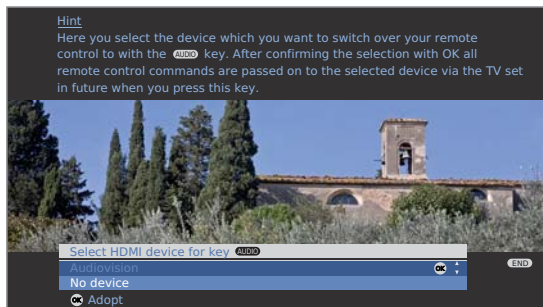 Hint
Here you select the device which you want to switch over your remote
control to with the AUDIO key. After confirming the selection with OK all
remote control commands are passed on to the selected device via the TV set
in future when you press this key.
Select HDMI device for key AUDIO
Audiovision OK
END
No device
OK Adopt